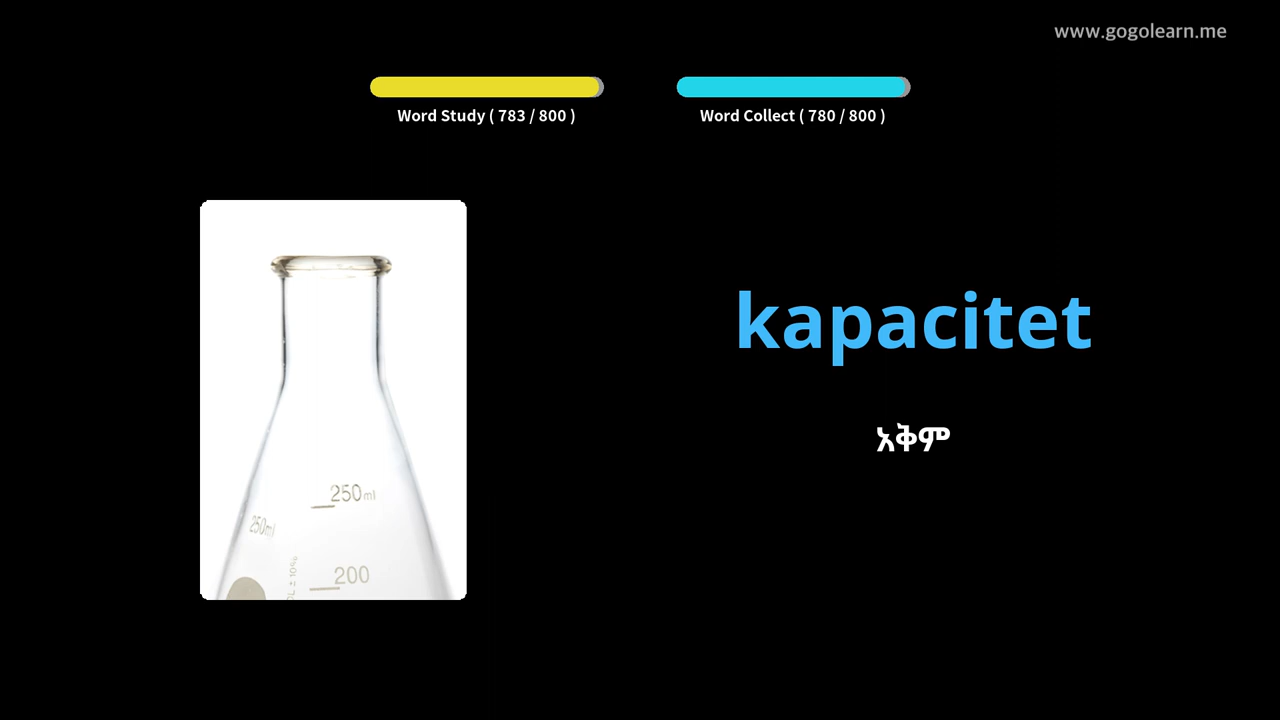 www.gogolearn.me
Word Study ( 783 / 800 )
Word Collect ( 780 / 800 )
kapacitet
አቅም
250ml
250ml
200